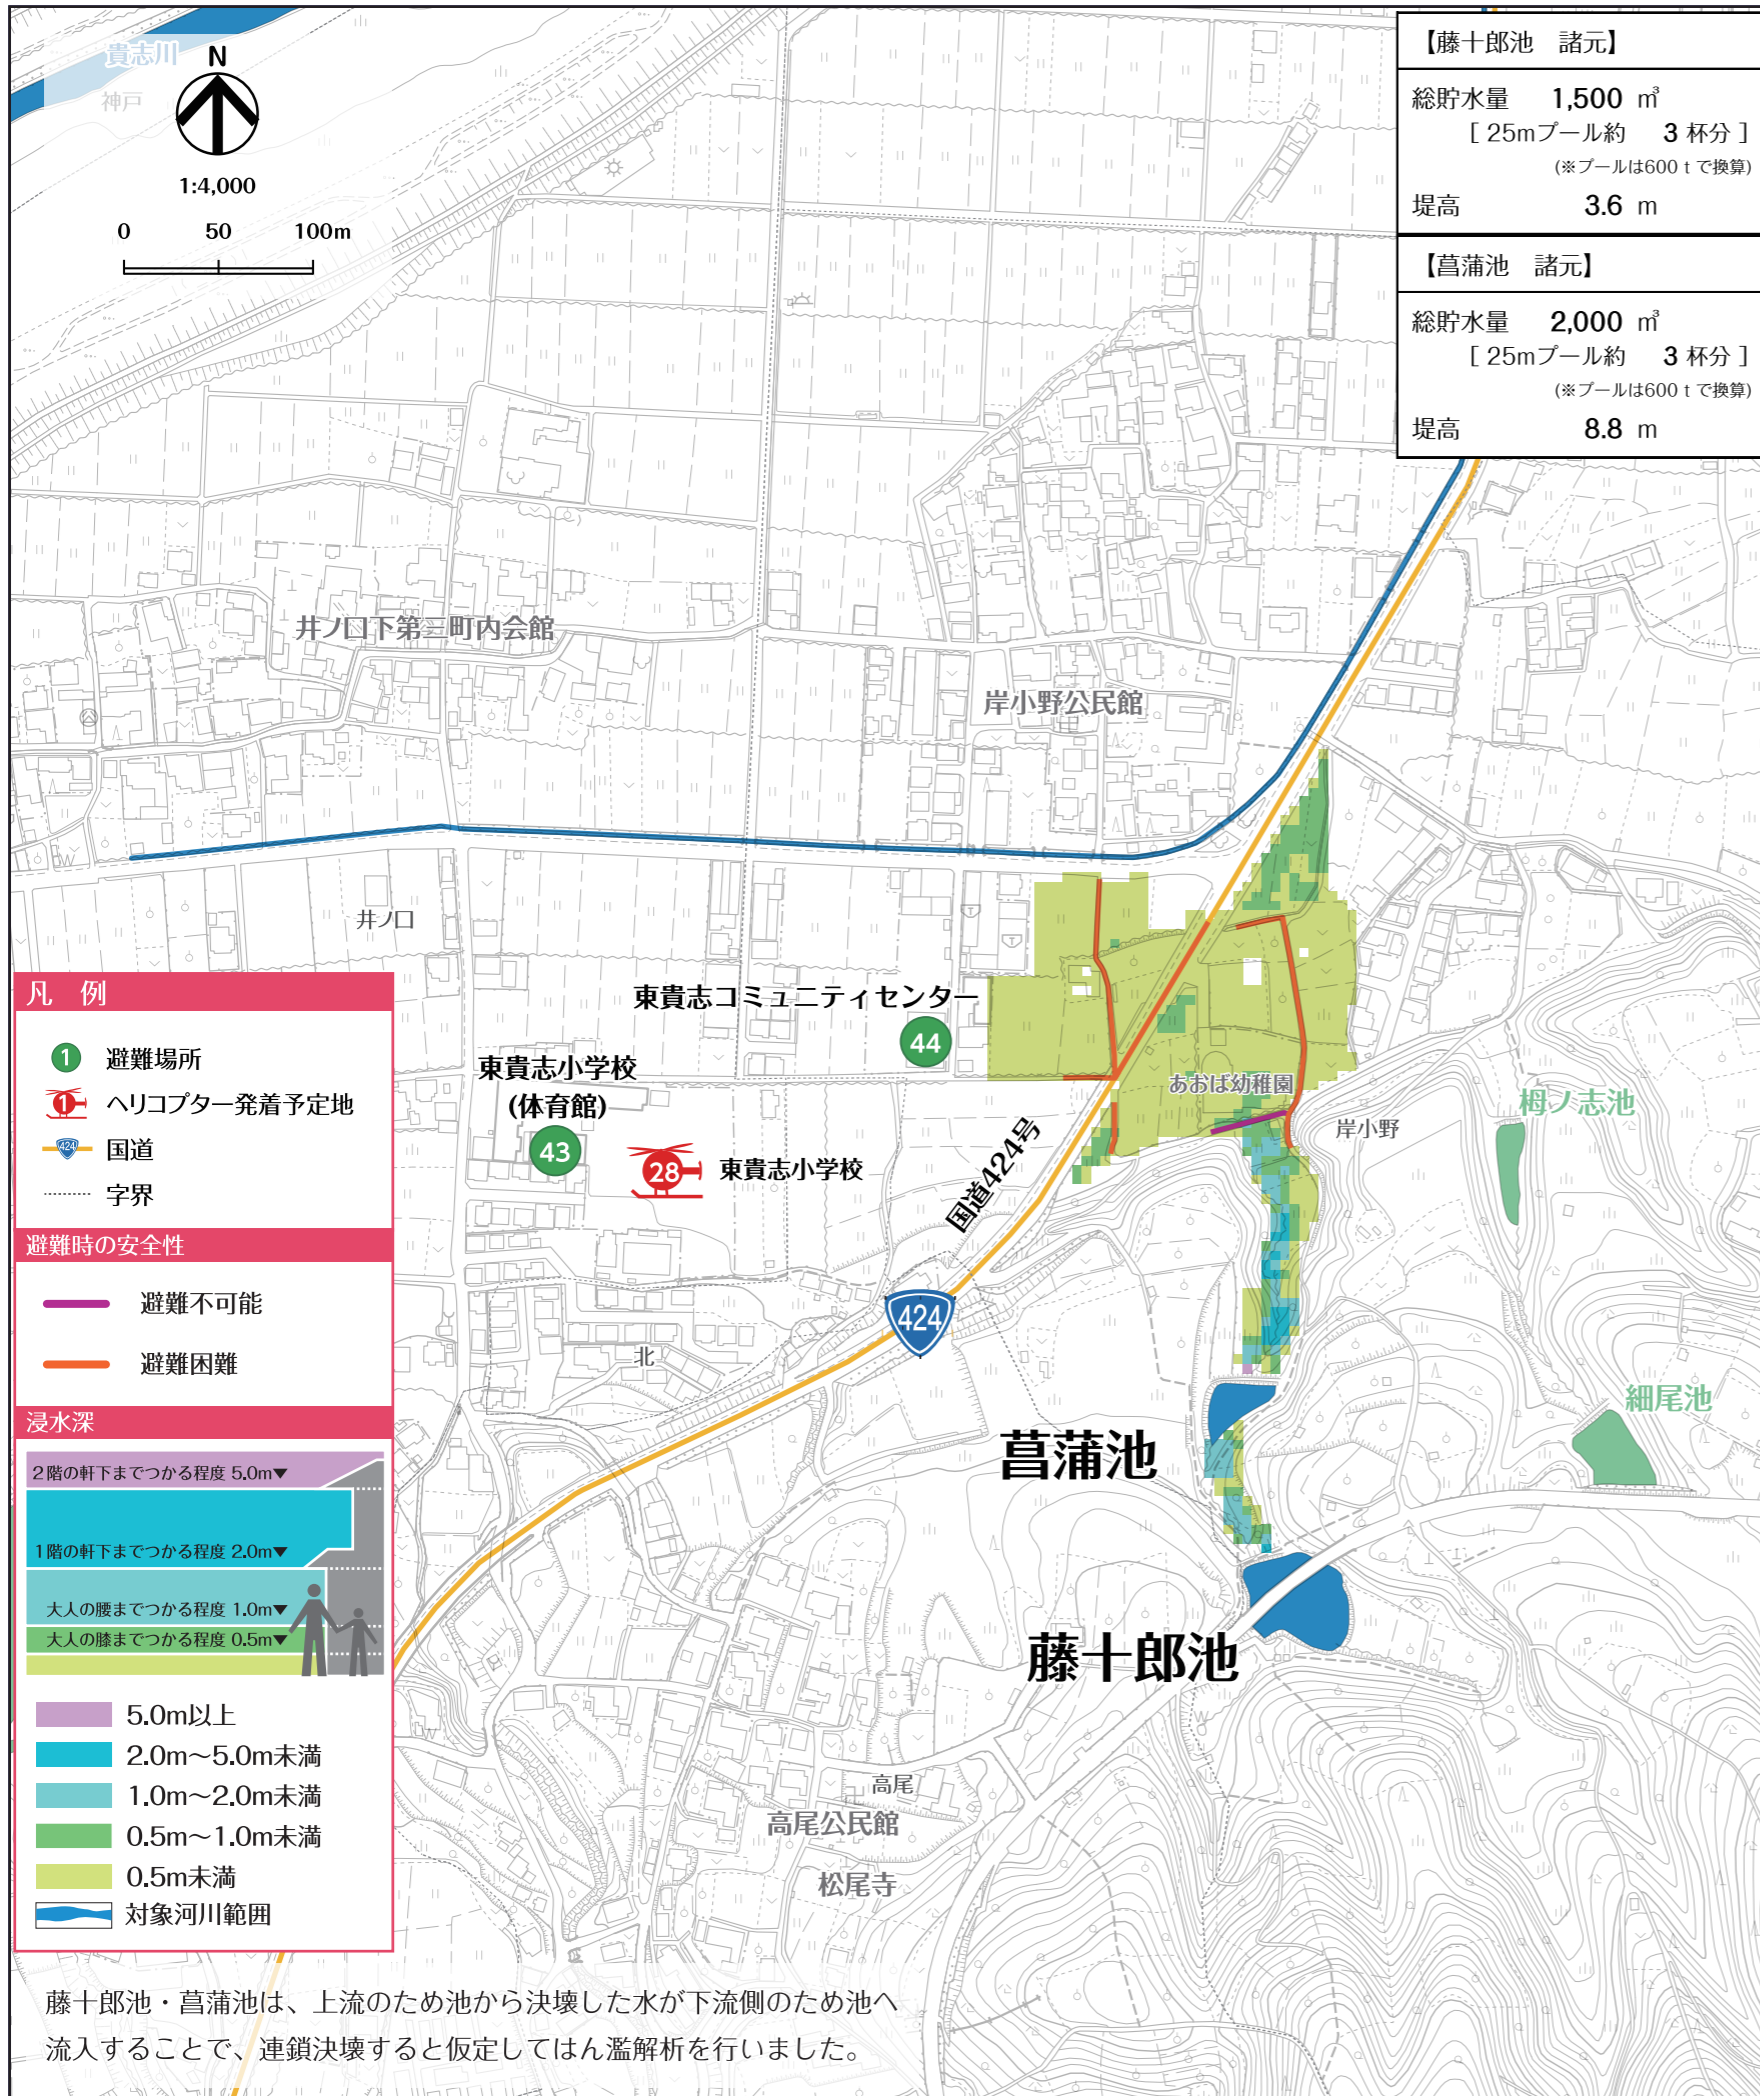 貴志川
神戸
N
1:4,000
0 50 100m
【藤十郎池 諸元】
総貯水量 1,500 ㎥
[ 25mプール約 3 杯分 ]
(※プールは600 t で換算)
堤高 3.6 m
【菖蒲池 諸元】
総貯水量 2,000 ㎥
[ 25mプール約 3 杯分 ]
(※プールは600 t で換算)
堤高 8.8 m
井ノ口下第三町内会館
岸小野公民館
井ノ口
東貴志コミュニティセンター
44
東貴志小学校
(体育館)
43
28
東貴志小学校
あおば幼稚園
岸小野
栂ノ志池
国道424号
424
北
細尾池
菖蒲池
藤十郎池
高尾
高尾公民館
松尾寺
凡 例
1 避難場所
1 ヘリコプター発着予定地
424 国道
字界
避難時の安全性
避難不可能
避難困難
浸水深
2階の軒下までつかる程度 5.0m▼
1階の軒下までつかる程度 2.0m▼
大人の腰までつかる程度 1.0m▼
大人の膝までつかる程度 0.5m▼
5.0m以上
2.0m〜5.0m未満
1.0m〜2.0m未満
0.5m〜1.0m未満
0.5m未満
対象河川範囲
藤十郎池・菖蒲池は、上流のため池から決壊した水が下流側のため池へ
流入することで、連鎖決壊すると仮定してはん濫解析を行いました。